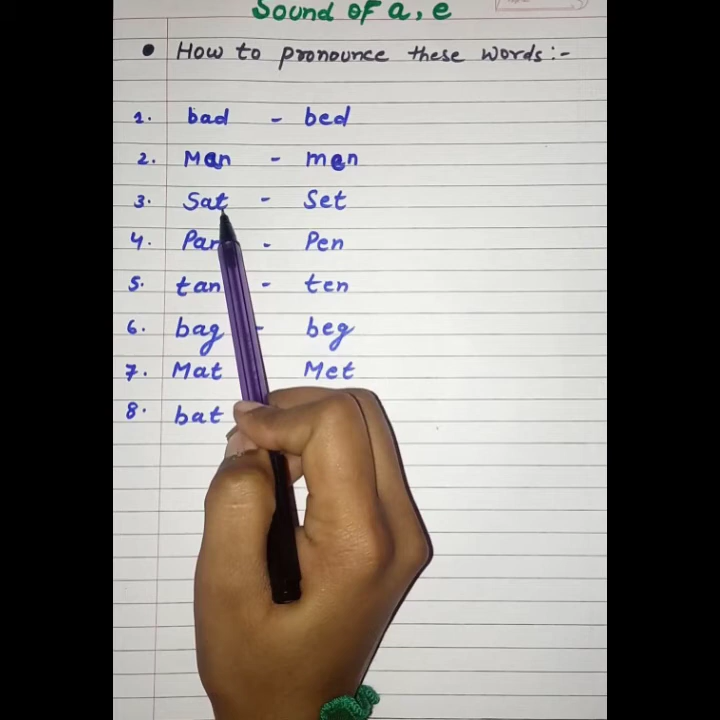 Sound of a, e
• How to pronounce these words :-
1. bad - bed
2. Man - men
3. Sat - Set
4. Pan - Pen
5. tan - ten
6. bag - beg
7. Mat Met
8. bat